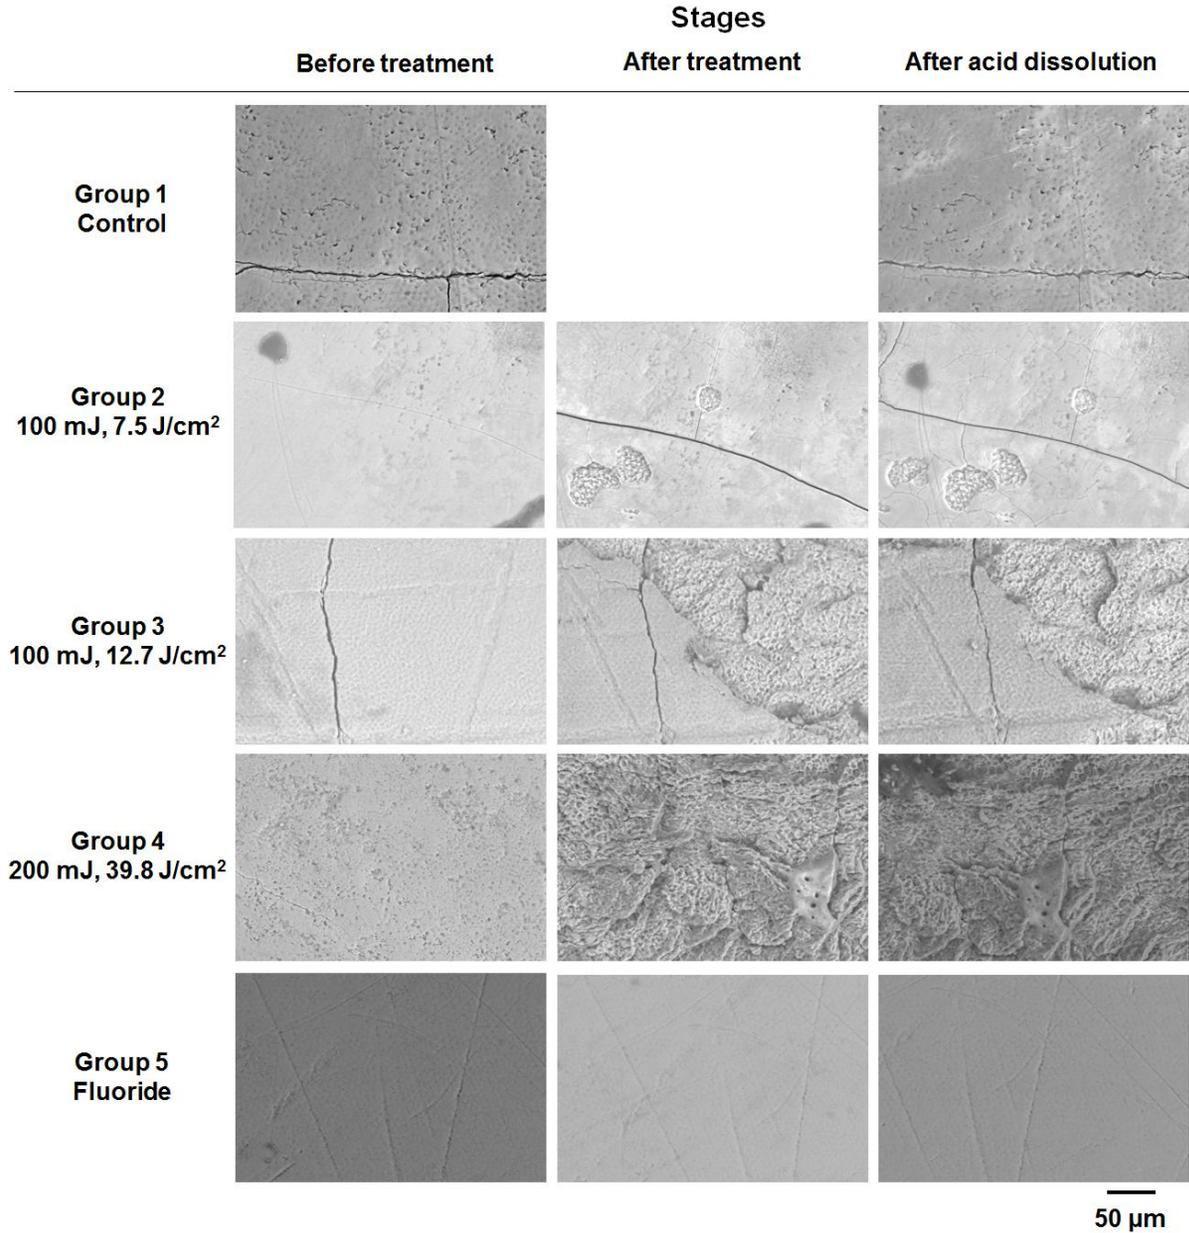 Stages
Before treatment
After treatment
After acid dissolution
Group 1
Control
Group 2
100 mJ, 7.5 J/cm²
Group 3
100 mJ, 12.7 J/cm²
Group 4
200 mJ, 39.8 J/cm²
Group 5
Fluoride
50 µm